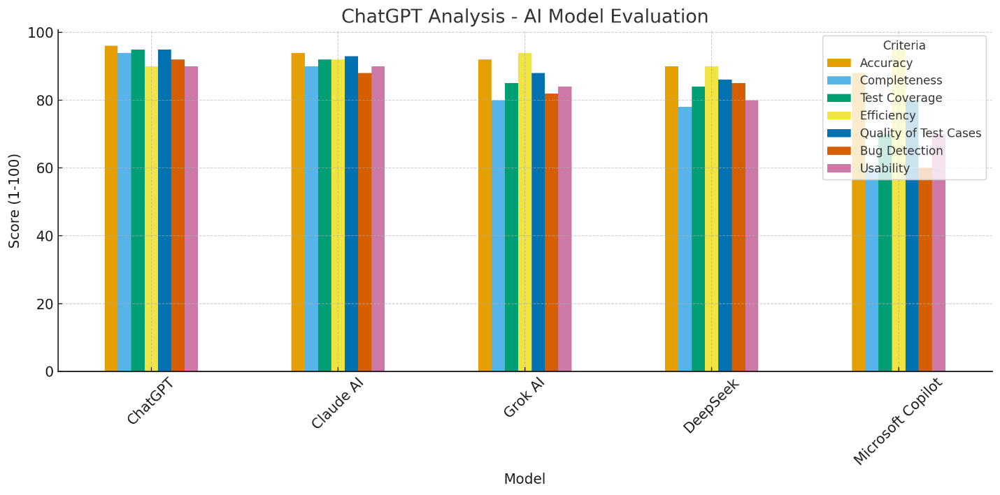 ChatGPT Analysis - AI Model Evaluation
Score (1-100)
100
80
60
40
20
0
Criteria
Accuracy
Completeness
Test Coverage
Efficiency
Quality of Test Cases
Bug Detection
Usability
ChatGPT
Claude AI
Grok AI
DeepSeek
Microsoft Copilot
Model